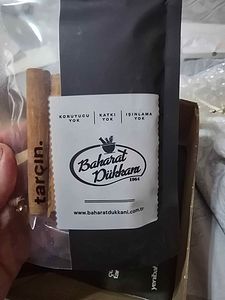 KORUYUCU YOK
KATKI YOK
IŞINLAMA YOK
Baharat
Dükkanı
1961
www.baharatdukkani.com.tr
tarçın.